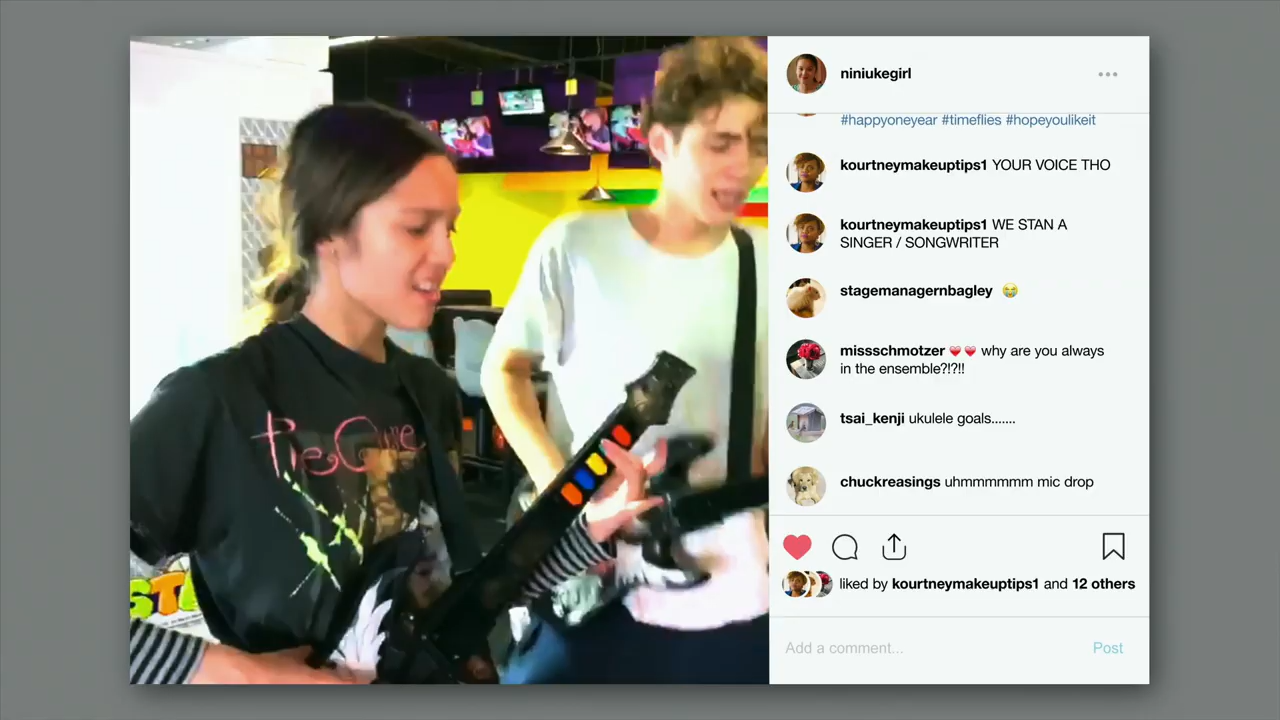 niniukegirl
#happyoneyear #timeflies #hopeyoulikeit
kourtneymakeuptips1 YOUR VOICE THO
kourtneymakeuptips1 WE STAN A
SINGER / SONGWRITER
stagemanagernbagley 😂
missschmotzer ❤️❤️ why are you always
in the ensemble?!?!!
tsai_kenji ukulele goals.......
chuckreasings uhmmmmmm mic drop
liked by kourtneymakeuptips1 and 12 others
Add a comment...
Post
The Cure